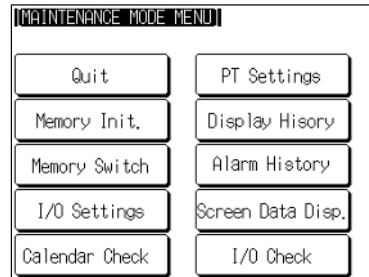 [MAINTENANCE MODE MENU]
Quit
PT Settings
Memory Init.
Display Hisory
Memory Switch
Alarm History
I/O Settings
Screen Data Disp.
Calendar Check
I/O Check